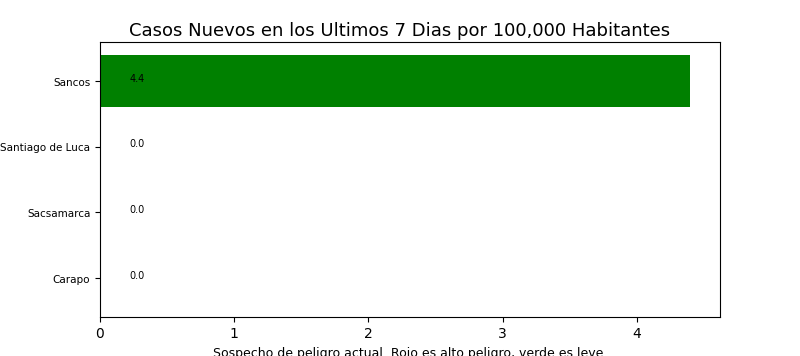 Casos Nuevos en los Ultimos 7 Dias por 100,000 Habitantes
Sancos 4.4
Santiago de Luca 0.0
Sacsamarca 0.0
Carapo 0.0
0 1 2 3 4
Sospecho de peligro actual. Rojo es alto peligro, verde es leve